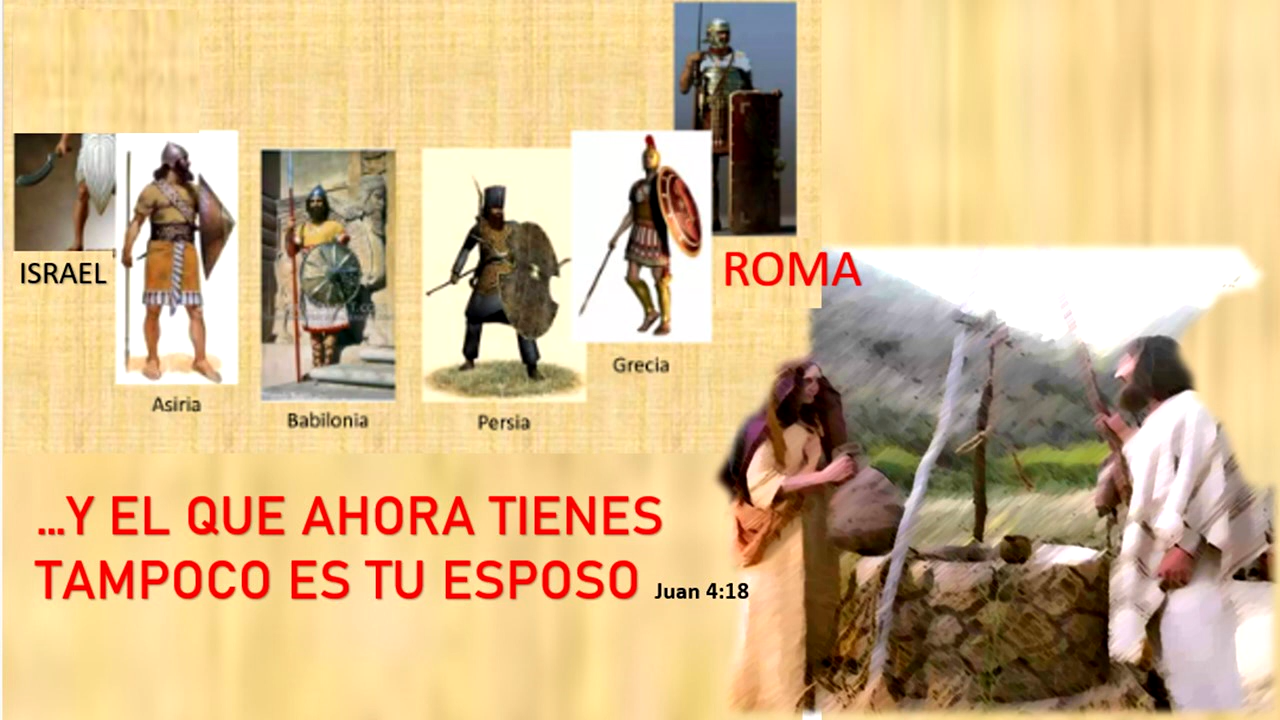 ISRAEL
Asiria
Babilonia
Persia
Grecia
ROMA
...Y EL QUE AHORA TIENES
TAMPOCO ES TU ESPOSO Juan 4:18